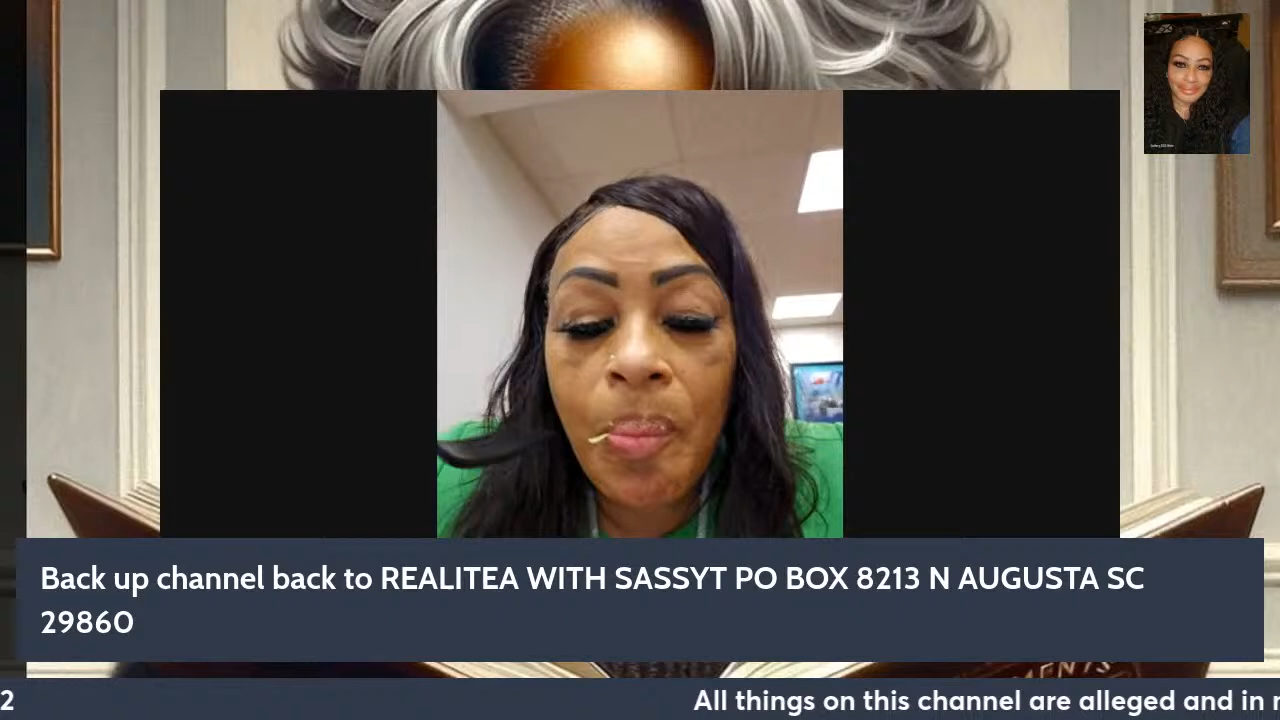 Back up channel back to REALITEA WITH SASSYT PO BOX 8213 N AUGUSTA SC
29860
2
All things on this channel are alleged and in